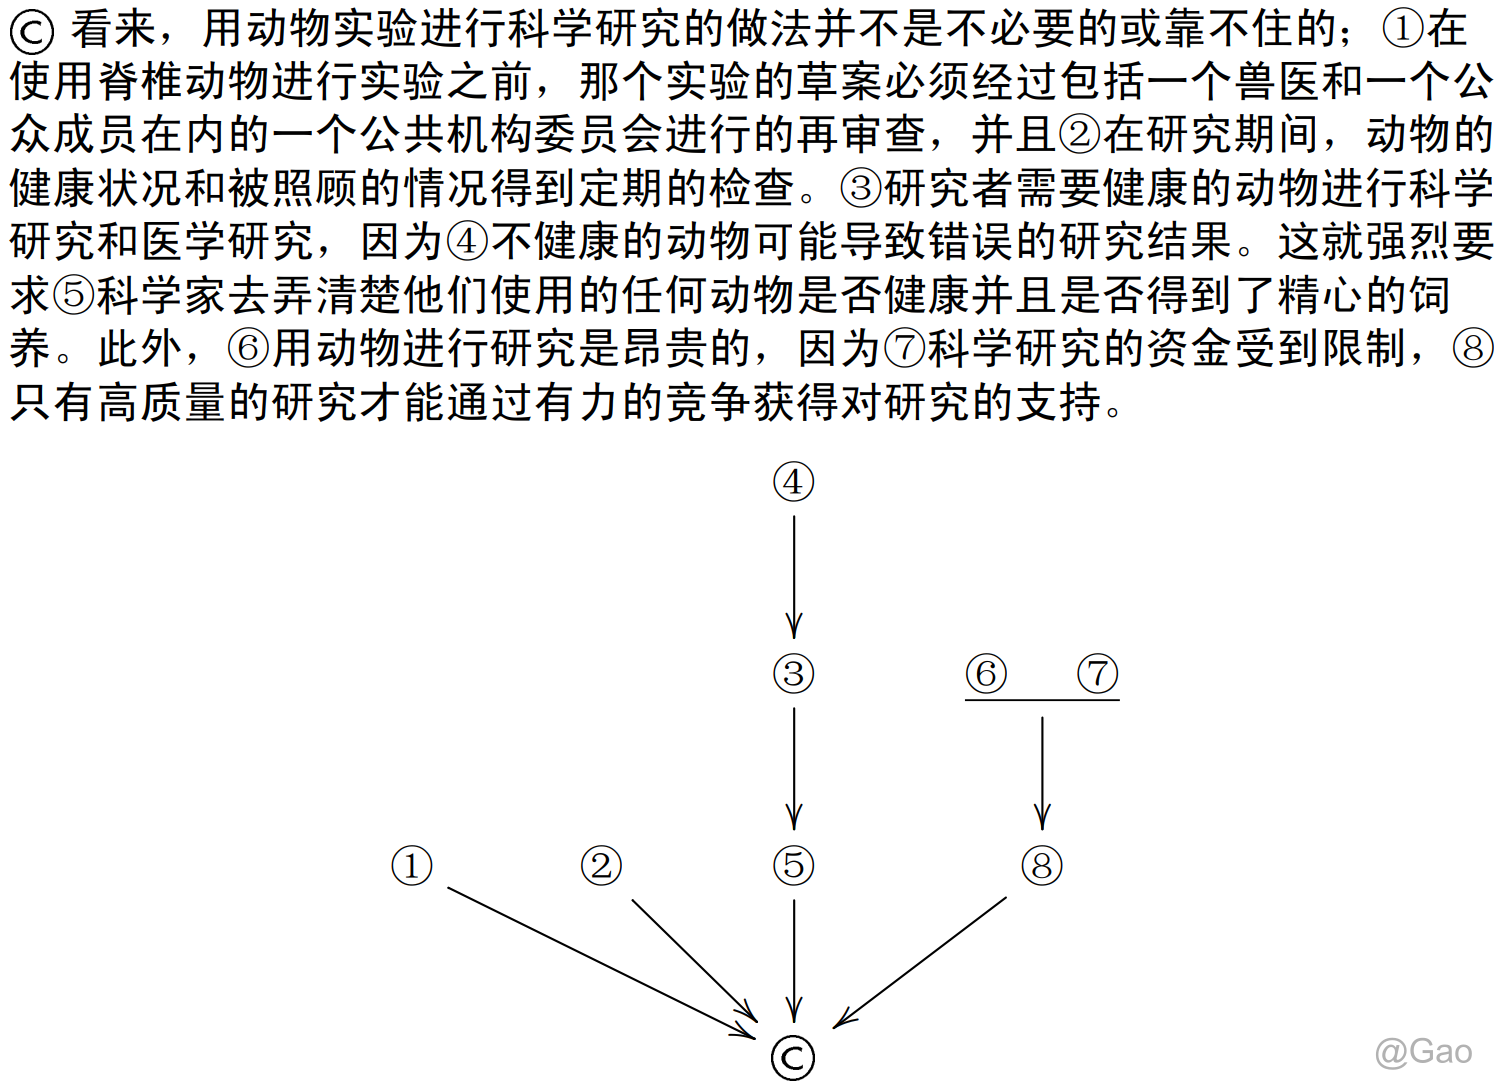 Ⓒ 看来，用动物实验进行科学研究的做法并不是不必要的或靠不住的；①在
使用脊椎动物进行实验之前，那个实验的草案必须经过包括一个兽医和一个公
众成员在内的一个公共机构委员会进行的再审查，并且②在研究期间，动物的
健康状况和被照顾的情况得到定期的检查。③研究者需要健康的动物进行科学
研究和医学研究，因为④不健康的动物可能导致错误的研究结果。这就强烈要
求⑤科学家去弄清楚他们使用的任何动物是否健康并且是否得到了精心的饲
养。此外，⑥用动物进行研究是昂贵的，因为⑦科学研究的资金受到限制，⑧
只有高质量的研究才能通过有力的竞争获得对研究的支持。
④
③ ⑥ ⑦
① ② ⑤ ⑧
Ⓒ
@Gao